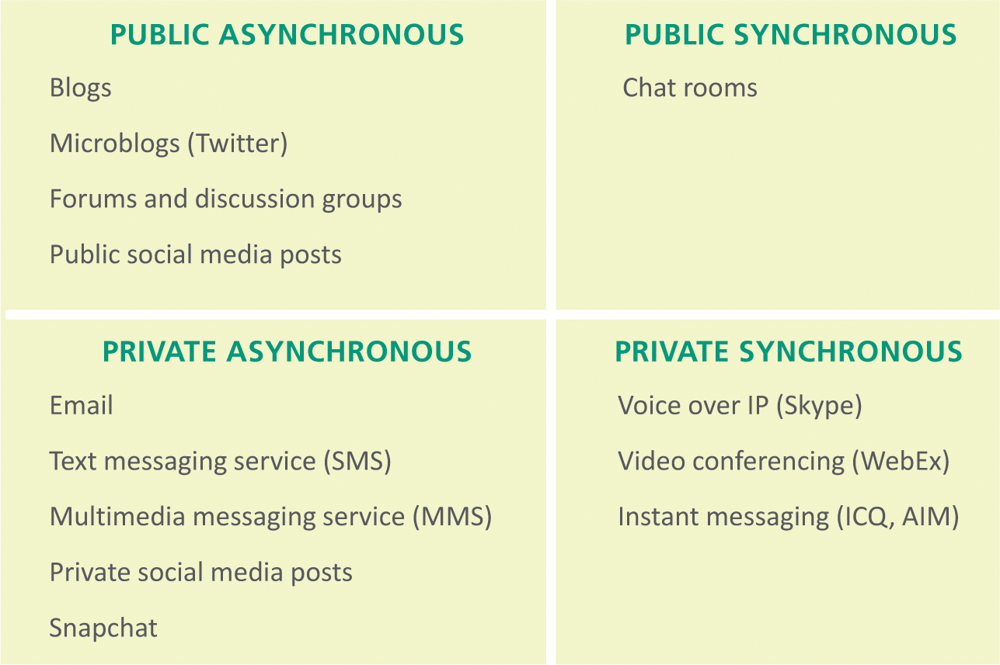 PUBLIC ASYNCHRONOUS
Blogs
Microblogs (Twitter)
Forums and discussion groups
Public social media posts
PUBLIC SYNCHRONOUS
Chat rooms
PRIVATE ASYNCHRONOUS
Email
Text messaging service (SMS)
Multimedia messaging service (MMS)
Private social media posts
Snapchat
PRIVATE SYNCHRONOUS
Voice over IP (Skype)
Video conferencing (WebEx)
Instant messaging (ICQ, AIM)